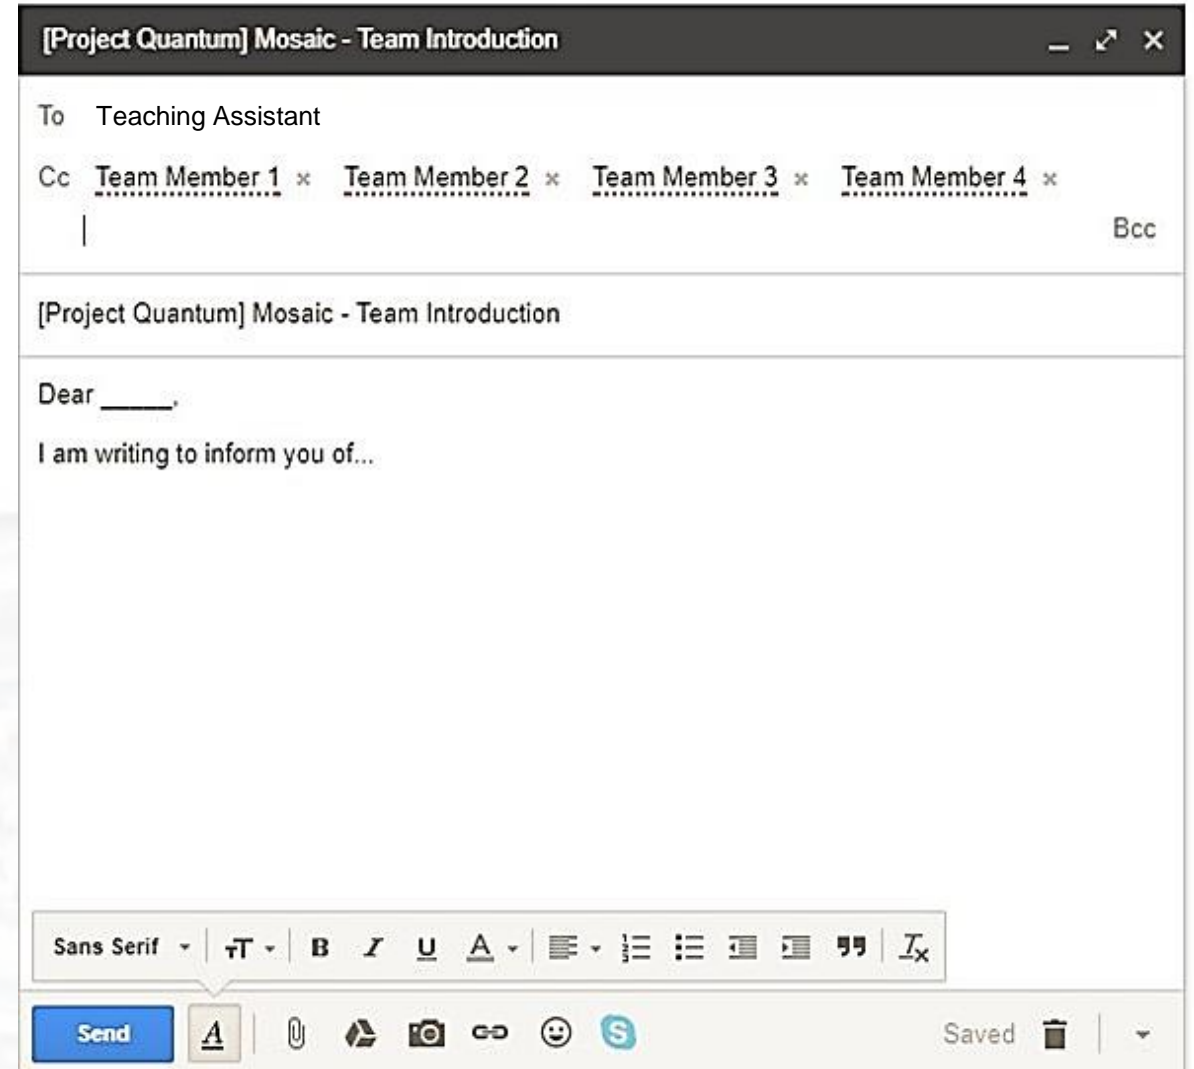 [Project Quantum] Mosaic - Team Introduction
To Teaching Assistant
Cc Team Member 1 × Team Member 2 × Team Member 3 × Team Member 4 ×
Bcc
[Project Quantum] Mosaic - Team Introduction
Dear _____,
I am writing to inform you of...
Sans Serif TT B I U A Tx
Send A S Saved